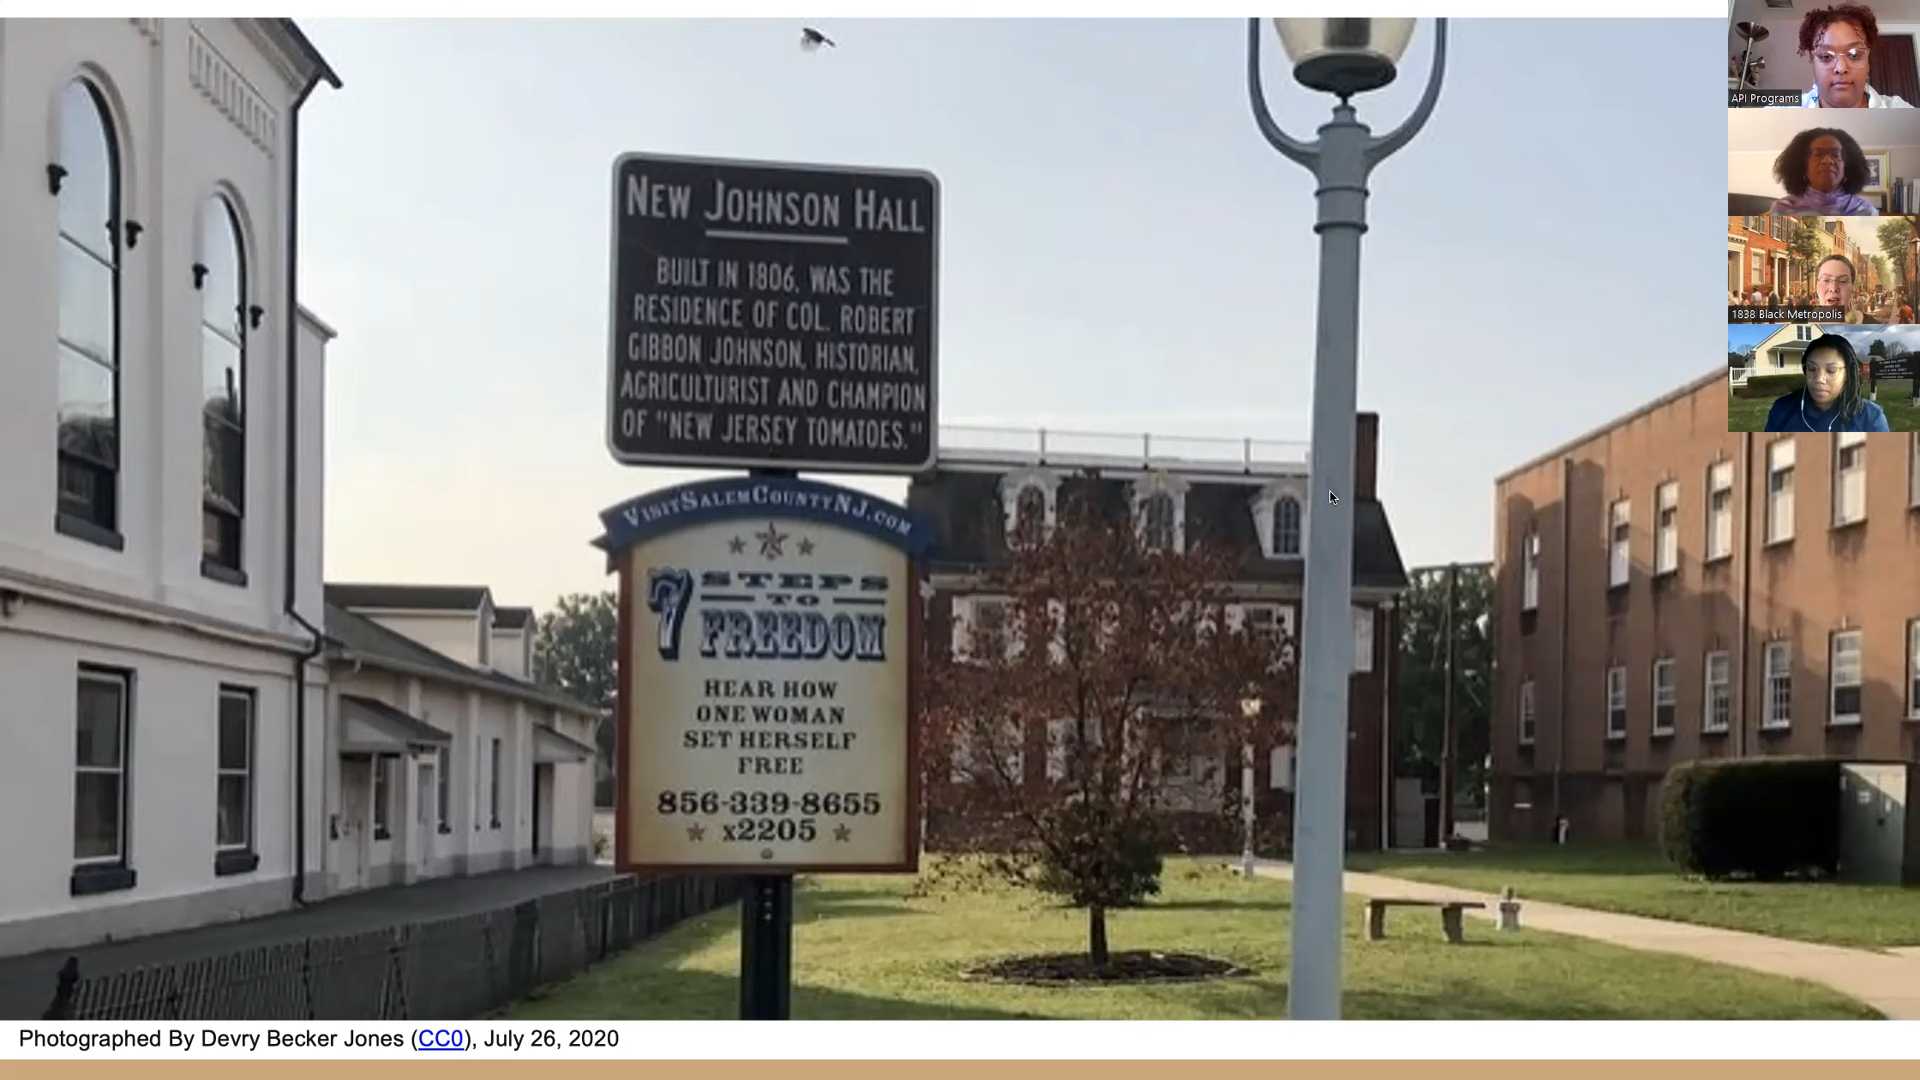 NEW JOHNSON HALL
BUILT IN 1806, WAS THE
RESIDENCE OF COL. ROBERT
GIBBON JOHNSON, HISTORIAN,
AGRICULTURIST AND CHAMPION
OF "NEW JERSEY TOMATOES."
VISITSALEMCOUNTYNJ.COM
7 STEPS
TO
FREEDOM
HEAR HOW
ONE WOMAN
SET HERSELF
FREE
856-339-8655
x2205
Photographed By Devry Becker Jones (CC0), July 26, 2020
API Programs
1838 Black Metropolis